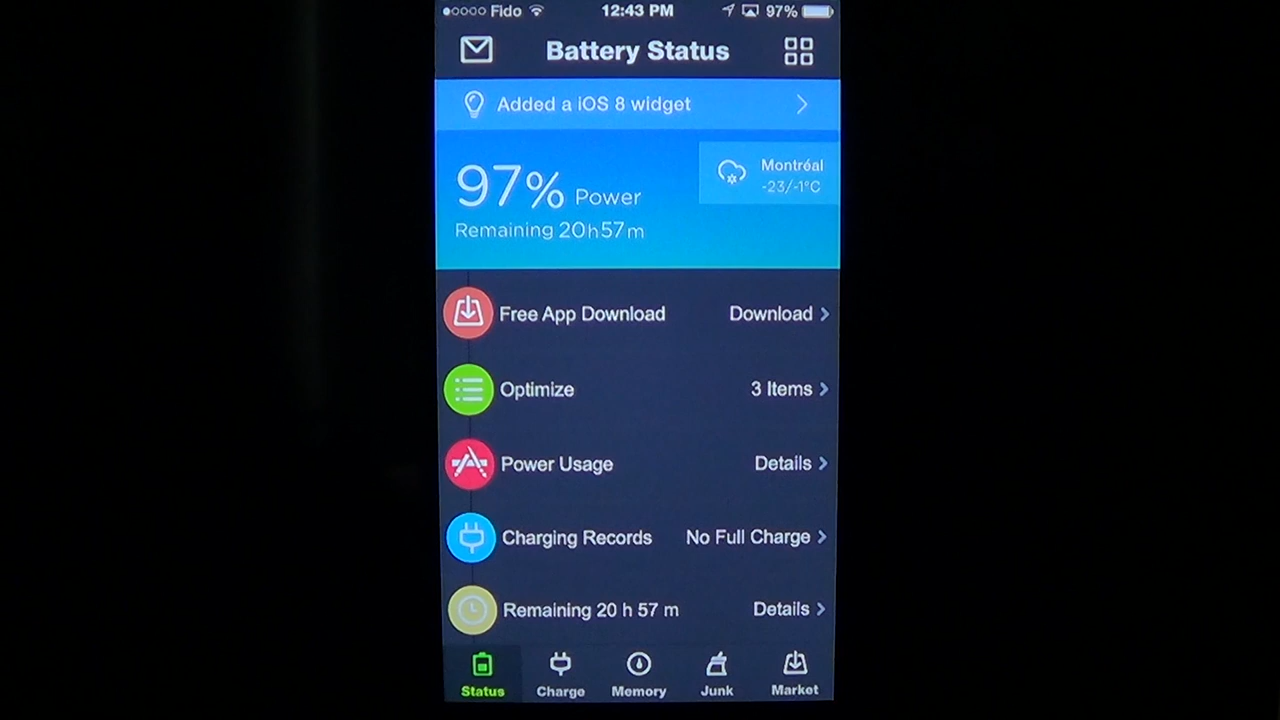 Fido 12:43 PM 97%
Battery Status
Added a iOS 8 widget
97% Power
Remaining 20h57m
Montréal
-23/-1°C
Free App Download Download
Optimize 3 Items
Power Usage Details
Charging Records No Full Charge
Remaining 20 h 57 m Details
Status Charge Memory Junk Market